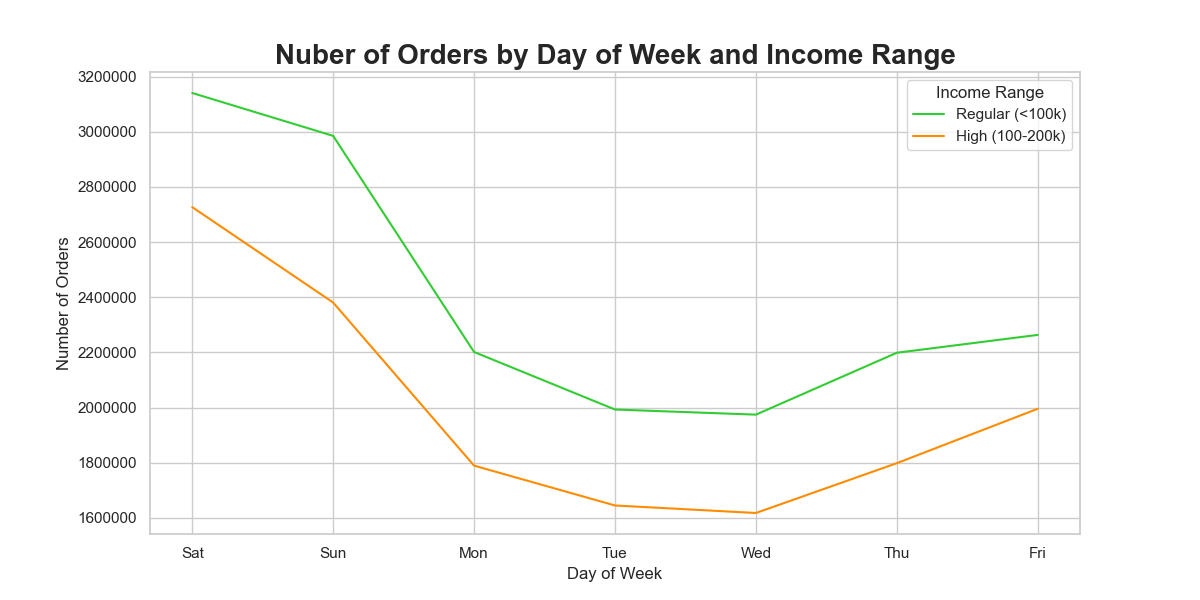 Nuber of Orders by Day of Week and Income Range
3200000
3000000
2800000
2600000
2400000
2200000
2000000
1800000
1600000
Number of Orders
Income Range
Regular (<100k)
High (100-200k)
Sat Sun Mon Tue Wed Thu Fri
Day of Week